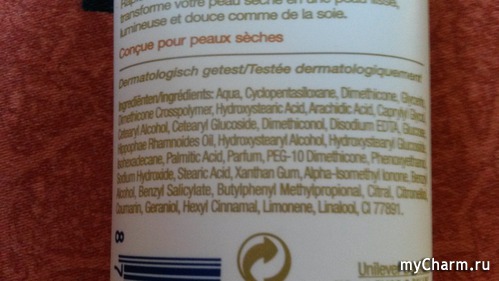 transforme votre peau sèche en une peau lisse,
lumineuse et douce comme de la soie.
Conçue pour peaux sèches
Dermatologisch getest/Testée dermatologiquement
Ingrediënten/Ingrédients: Aqua, Cyclopentasiloxane, Dimethicone, Glycerin,
Dimethicone Crosspolymer, Hydroxystearic Acid, Arachidic Acid, Caprylyl Glycol,
Cetearyl Alcohol, Cetearyl Glucoside, Dimethiconol, Disodium EDTA, Glucose,
Hippophae Rhamnoides Oil, Hydroxystearyl Alcohol, Hydroxystearyl Glucoside,
Isohexadecane, Palmitic Acid, Parfum, PEG-10 Dimethicone, Phenoxyethanol,
Sodium Hydroxide, Stearic Acid, Xanthan Gum, Alpha-Isomethyl Ionone, Benzyl
Alcohol, Benzyl Salicylate, Butylphenyl Methylpropional, Citral, Citronellol,
Coumarin, Geraniol, Hexyl Cinnamal, Limonene, Linalool, CI 77891.
8
Unilever
myCharm.ru